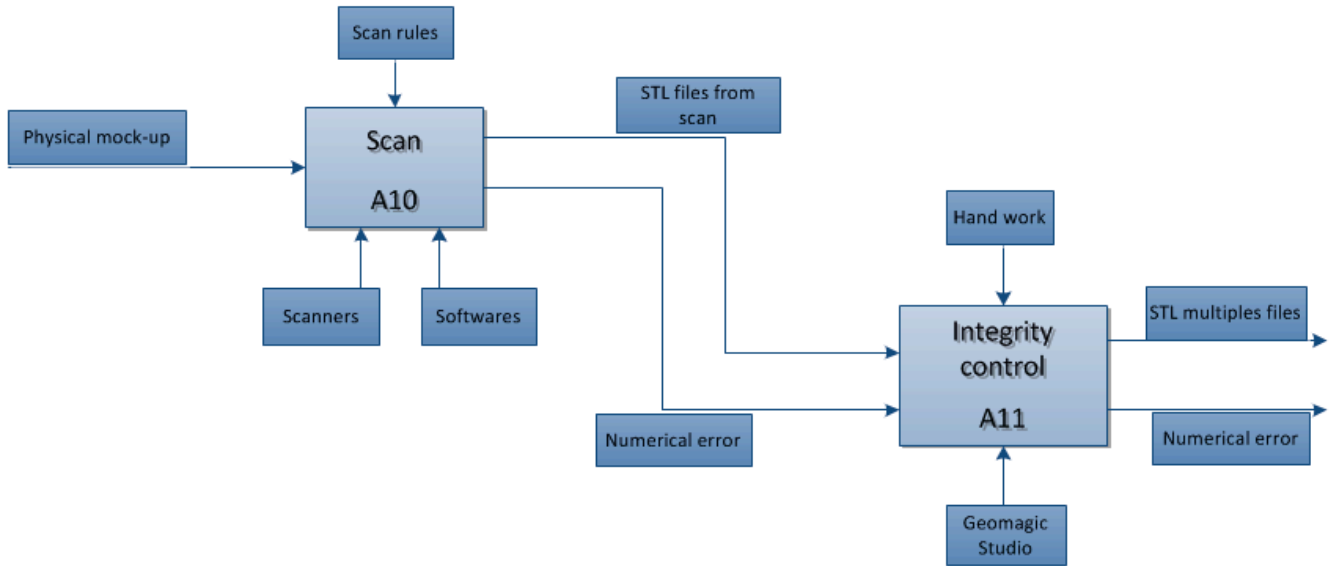 Scan rules
Physical mock-up
Scan
A10
Scanners
Softwares
STL files from
scan
Numerical error
Hand work
Integrity
control
A11
Geomagic
Studio
STL multiples files
Numerical error